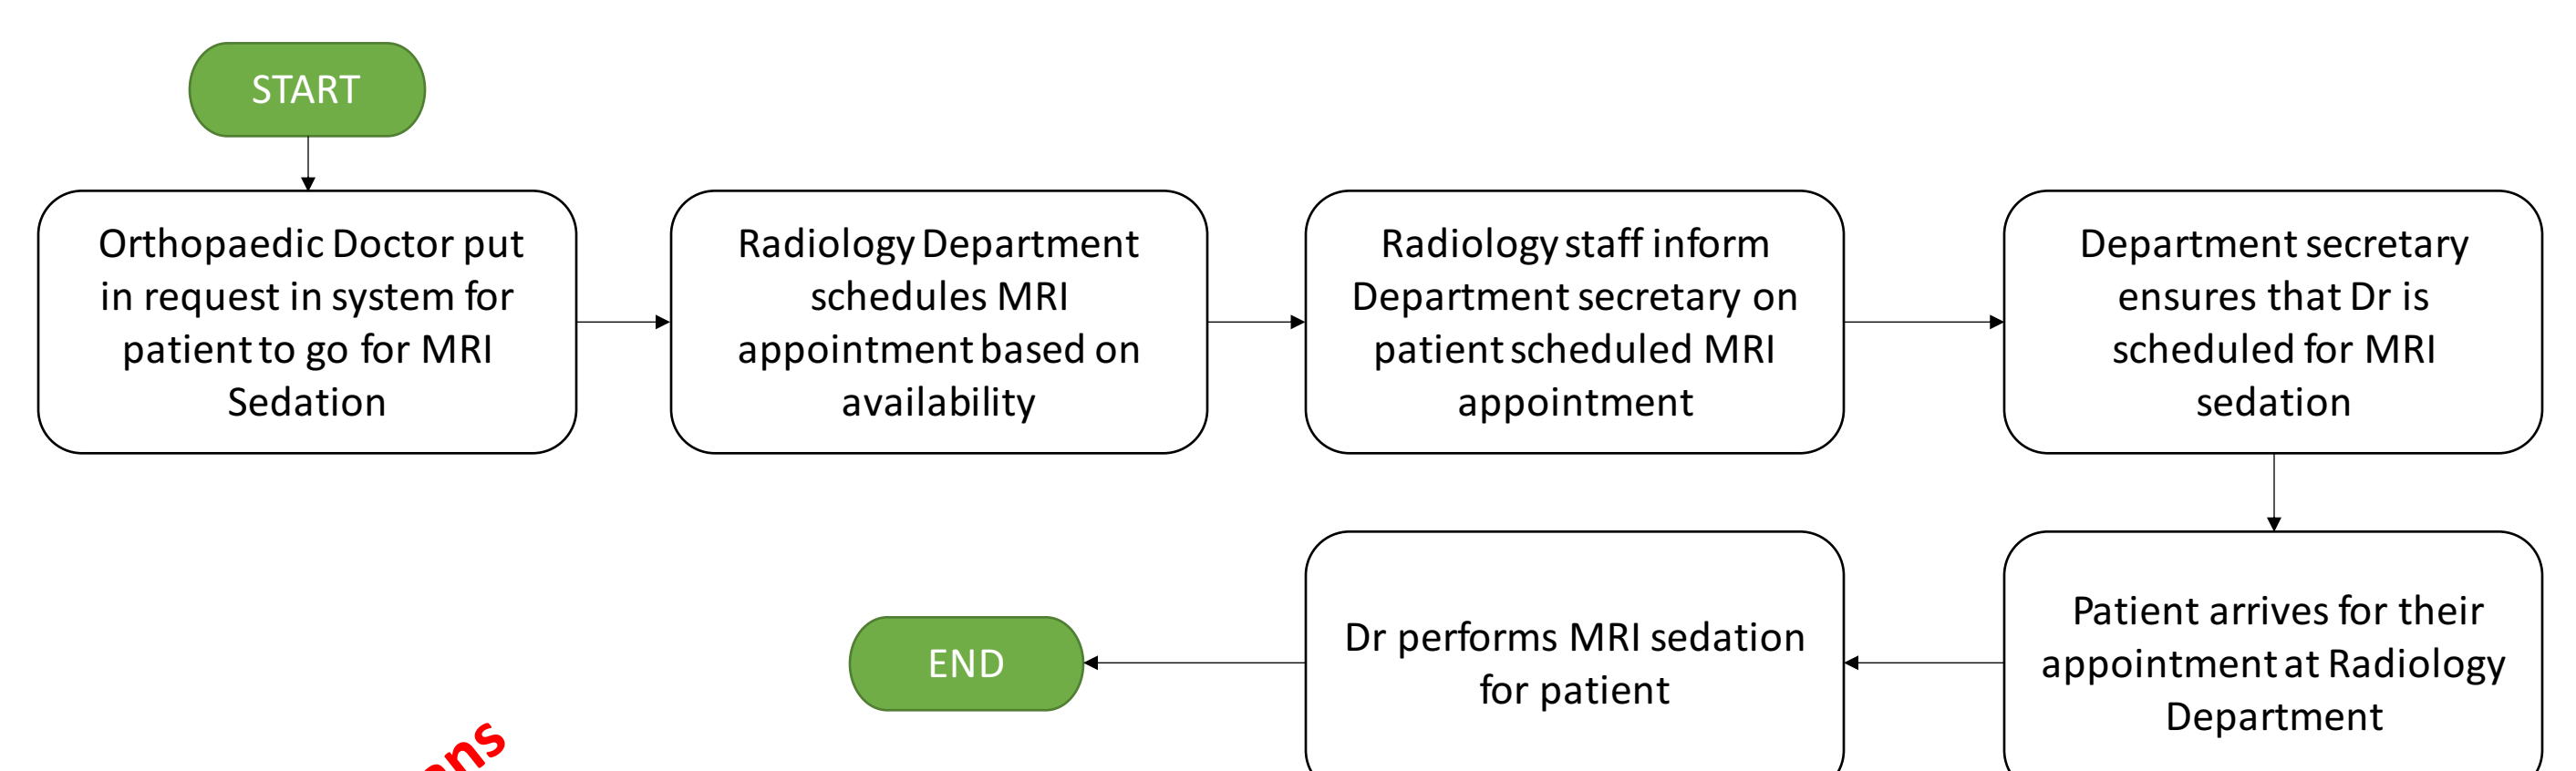 START
Orthopaedic Doctor put
in request in system for
patient to go for MRI
Sedation
Radiology Department
schedules MRI
appointment based on
availability
Radiology staff inform
Department secretary on
patient scheduled MRI
appointment
Department secretary
ensures that Dr is
scheduled for MRI
sedation
Patient arrives for their
appointment at Radiology
Department
Dr performs MRI sedation
for patient
END